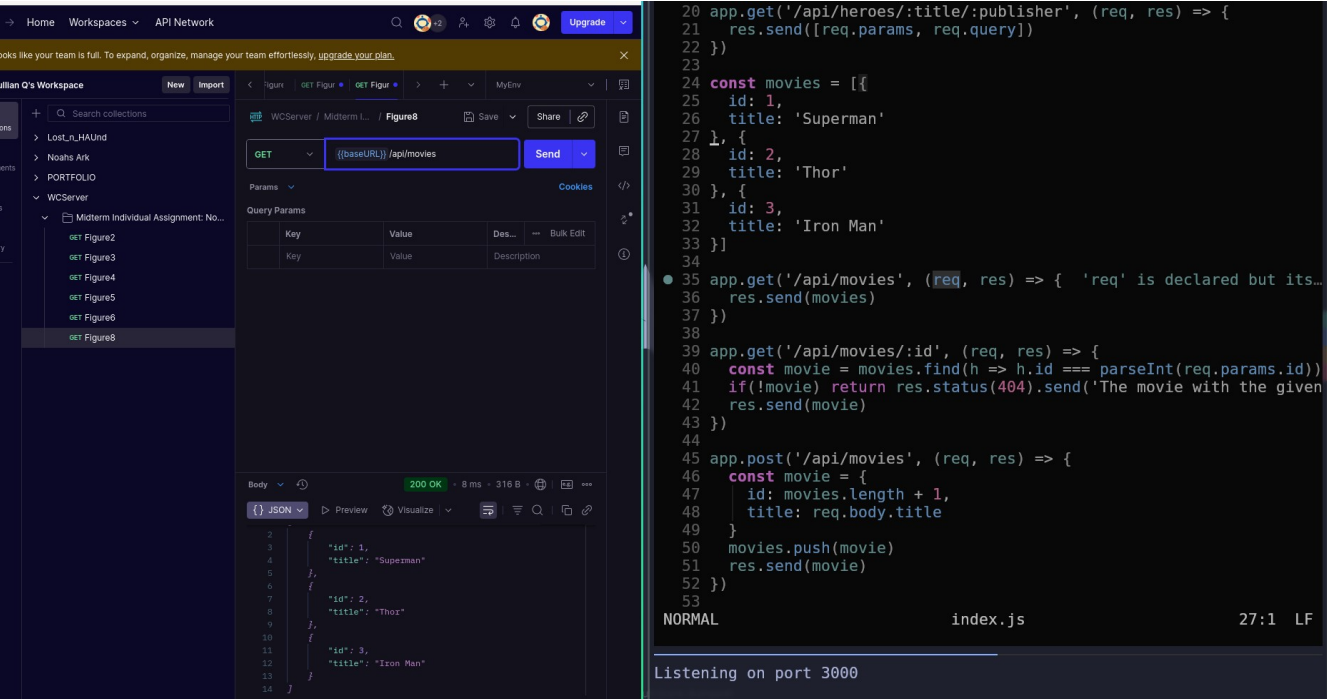 Home Workspaces API Network +2 Upgrade
ooks like your team is full. To expand, organize, manage your team effortlessly, upgrade your plan.
ullian Q's Workspace New Import
Search collections
ons
Lost_n_HAUnd
Noahs Ark
ents
PORTFOLIO
WCServer
s
Midterm Individual Assignment: No...
GET Figure2
y
GET Figure3
GET Figure4
GET Figure5
GET Figure6
GET Figure8
Figure GET Figur GET Figur MyEnv
WCServer / Midterm I... / Figure8 Save Share
GET {{baseURL}} /api/movies Send
Params Cookies
Query Params
Key Value Des... Bulk Edit
Key Value Description
Body 200 OK 8 ms 316 B
{} JSON Preview Visualize
2 {
3 "id": 1,
4 "title": "Superman"
5 },
6 {
7 "id": 2,
8 "title": "Thor"
9 },
10 {
11 "id": 3,
12 "title": "Iron Man"
13 }
14 ]
20 app.get('/api/heroes/:title/:publisher', (req, res) => {
21 res.send([req.params, req.query])
22 })
23
24 const movies = [{
25 id: 1,
26 title: 'Superman'
27 }, {
28 id: 2,
29 title: 'Thor'
30 }, {
31 id: 3,
32 title: 'Iron Man'
33 }]
34
35 app.get('/api/movies', (req, res) => { 'req' is declared but its…
36 res.send(movies)
37 })
38
39 app.get('/api/movies/:id', (req, res) => {
40 const movie = movies.find(h => h.id === parseInt(req.params.id))
41 if(!movie) return res.status(404).send('The movie with the given
42 res.send(movie)
43 })
44
45 app.post('/api/movies', (req, res) => {
46 const movie = {
47 id: movies.length + 1,
48 title: req.body.title
49 }
50 movies.push(movie)
51 res.send(movie)
52 })
53
NORMAL index.js 27:1 LF
Listening on port 3000